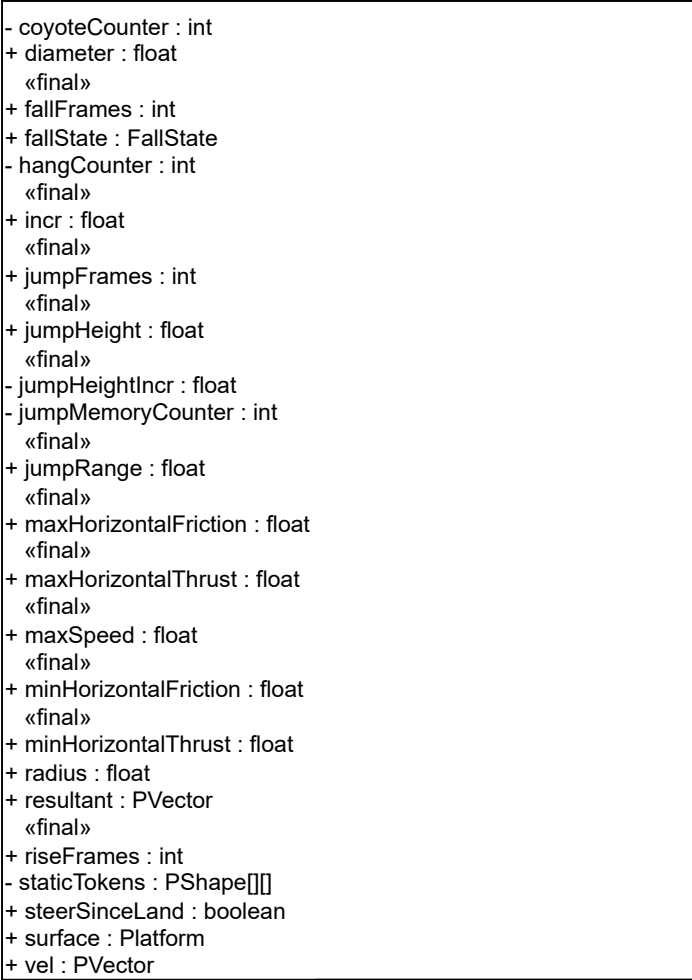 - coyoteCounter : int
+ diameter : float
«final»
+ fallFrames : int
+ fallState : FallState
- hangCounter : int
«final»
+ incr : float
«final»
+ jumpFrames : int
«final»
+ jumpHeight : float
«final»
- jumpHeightIncr : float
- jumpMemoryCounter : int
«final»
+ jumpRange : float
«final»
+ maxHorizontalFriction : float
«final»
+ maxHorizontalThrust : float
«final»
+ maxSpeed : float
«final»
+ minHorizontalFriction : float
«final»
+ minHorizontalThrust : float
+ radius : float
+ resultant : PVector
«final»
+ riseFrames : int
- staticTokens : PShape[][]
+ steerSinceLand : boolean
+ surface : Platform
+ vel : PVector